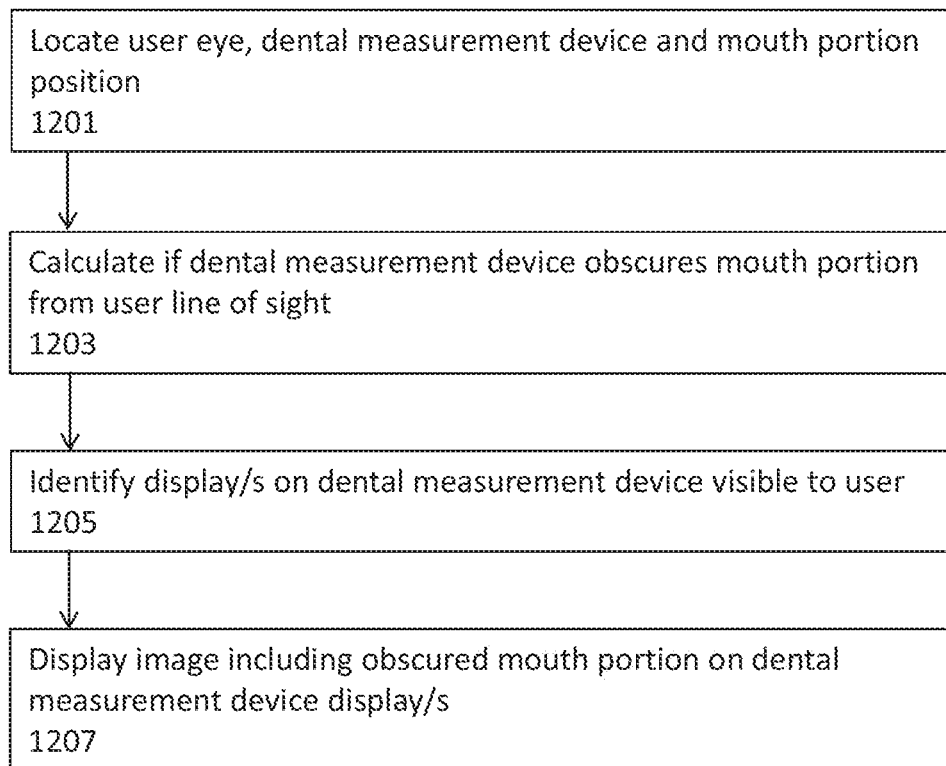 Locate user eye, dental measurement device and mouth portion
position
1201
Calculate if dental measurement device obscures mouth portion
from user line of sight
1203
Identify display/s on dental measurement device visible to user
1205
Display image including obscured mouth portion on dental
measurement device display/s
1207